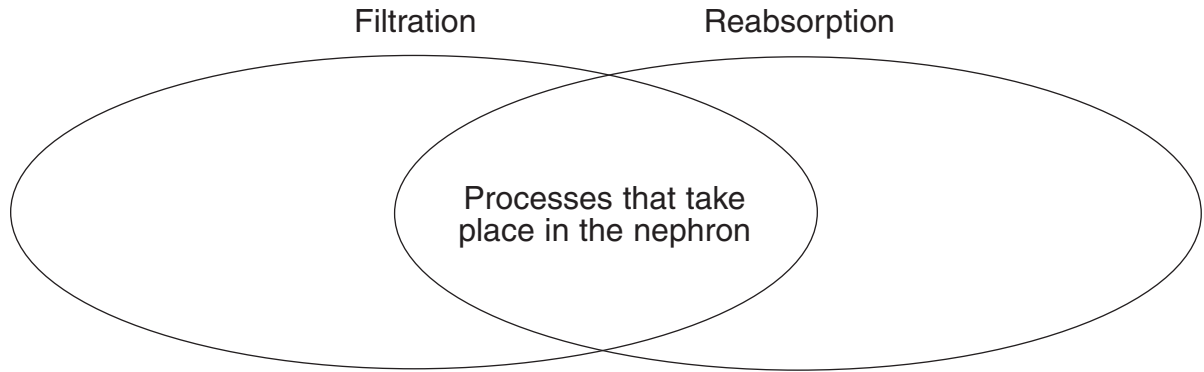 Filtration
Reabsorption
Processes that take
place in the nephron